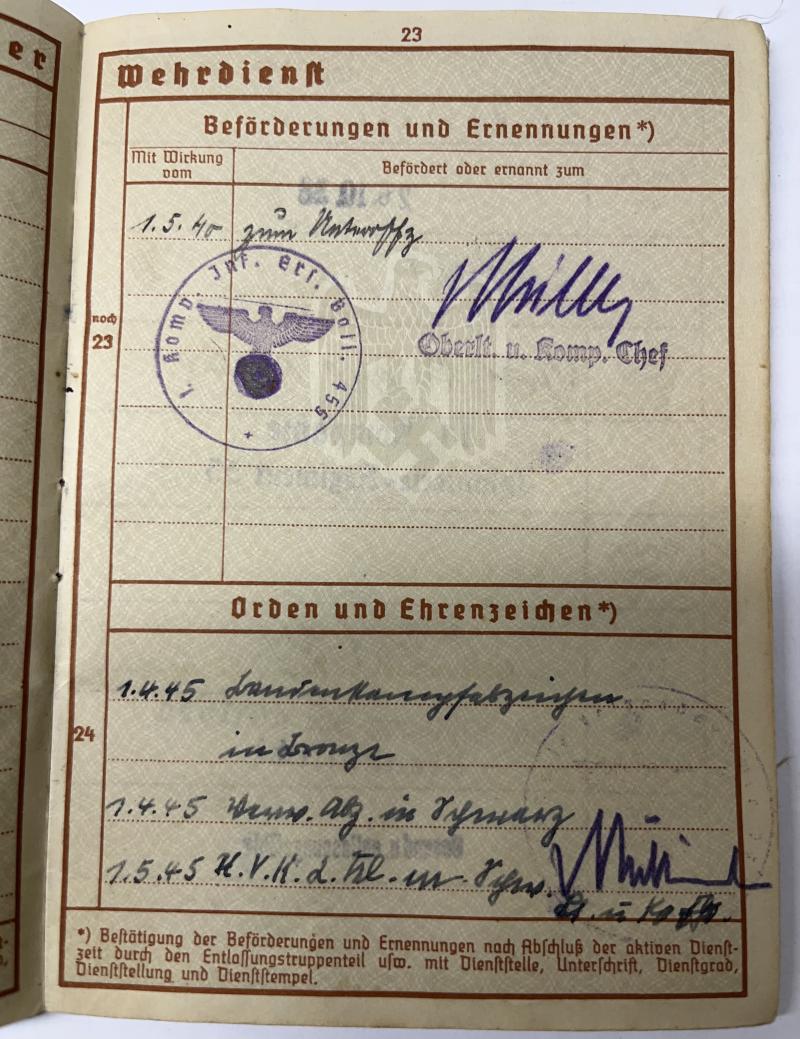 er
23
Wehrdienst
Beförderungen und Ernennungen*)
Mit Wirkung
vom
Befördert oder ernannt zum
1.5.40 zum Unteroffz
1. Komp. Inf. Ers. Batl. 455
noch
23
Oberlt. u. Komp. Chef
Orden und Ehrenzeichen*)
24
1.4.45 Bandenkampfabzeichen
in Bronze
1.4.45 Verw. Abz. in Schwarz
1.5.45 K.V.K. 2. Kl. m Schw.
Lt. u
*) Bestätigung der Beförderungen und Ernennungen nach Abschluß der aktiven Dienst-
zeit durch den Entlassungstruppenteil usw. mit Dienststelle, Unterschrift, Dienstgrad,
Dienststellung und Dienststempel.